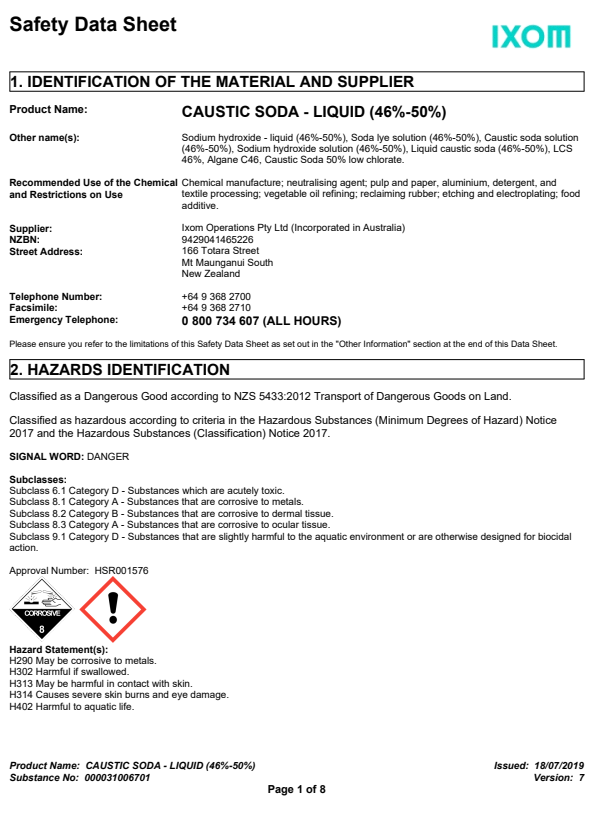 Safety Data Sheet
IXOM
1. IDENTIFICATION OF THE MATERIAL AND SUPPLIER
Product Name: CAUSTIC SODA - LIQUID (46%-50%)
Other name(s): Sodium hydroxide - liquid (46%-50%), Soda lye solution (46%-50%), Caustic soda solution
(46%-50%), Sodium hydroxide solution (46%-50%), Liquid caustic soda (46%-50%), LCS
46%, Algane C46, Caustic Soda 50% low chlorate.
Recommended Use of the Chemical Chemical manufacture; neutralising agent; pulp and paper, aluminium, detergent, and
and Restrictions on Use textile processing; vegetable oil refining; reclaiming rubber; etching and electroplating; food
additive.
Supplier: Ixom Operations Pty Ltd (Incorporated in Australia)
NZBN: 9429041465226
Street Address: 166 Totara Street
Mt Maunganui South
New Zealand
Telephone Number: +64 9 368 2700
Facsimile: +64 9 368 2710
Emergency Telephone: 0 800 734 607 (ALL HOURS)
Please ensure you refer to the limitations of this Safety Data Sheet as set out in the "Other Information" section at the end of this Data Sheet.
2. HAZARDS IDENTIFICATION
Classified as a Dangerous Good according to NZS 5433:2012 Transport of Dangerous Goods on Land.
Classified as hazardous according to criteria in the Hazardous Substances (Minimum Degrees of Hazard) Notice
2017 and the Hazardous Substances (Classification) Notice 2017.
SIGNAL WORD: DANGER
Subclasses:
Subclass 6.1 Category D - Substances which are acutely toxic.
Subclass 8.1 Category A - Substances that are corrosive to metals.
Subclass 8.2 Category B - Substances that are corrosive to dermal tissue.
Subclass 8.3 Category A - Substances that are corrosive to ocular tissue.
Subclass 9.1 Category D - Substances that are slightly harmful to the aquatic environment or are otherwise designed for biocidal
action.
Approval Number: HSR001576
CORROSIVE
8
Hazard Statement(s):
H290 May be corrosive to metals.
H302 Harmful if swallowed.
H313 May be harmful in contact with skin.
H314 Causes severe skin burns and eye damage.
H402 Harmful to aquatic life.
Product Name: CAUSTIC SODA - LIQUID (46%-50%) Issued: 18/07/2019
Substance No: 000031006701 Version: 7
Page 1 of 8